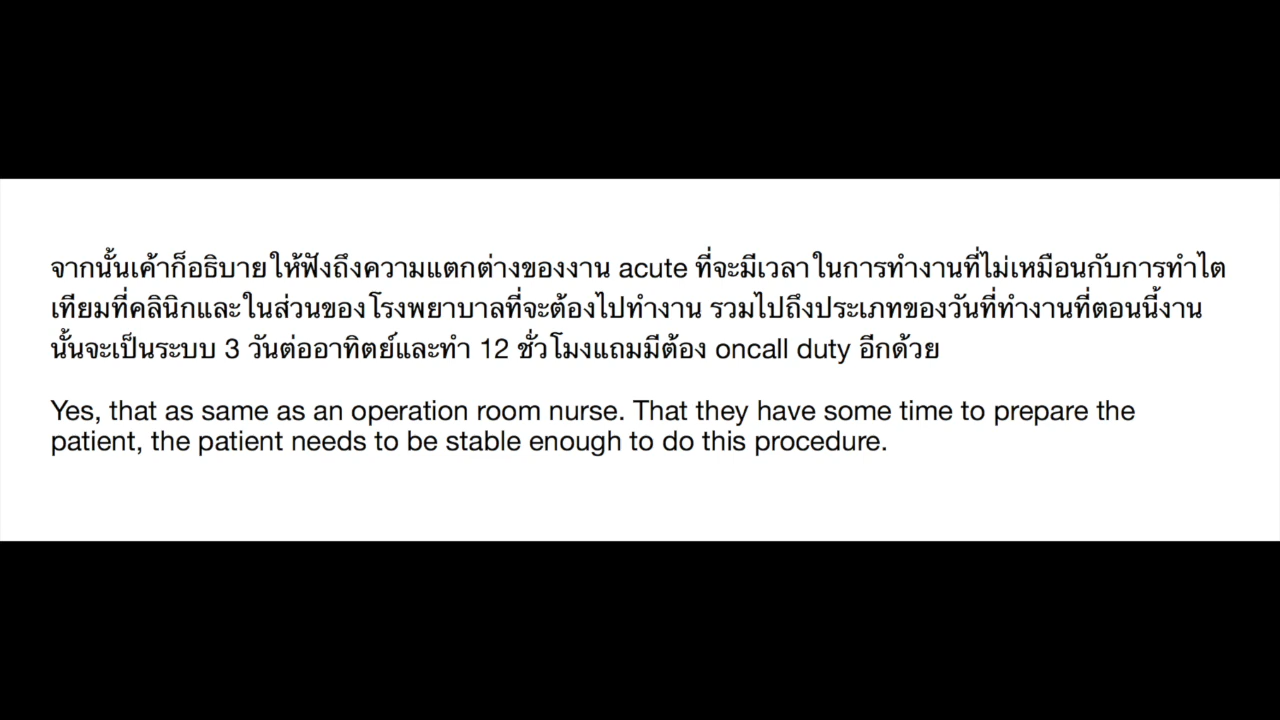 จากนั้นเค้าก็อธิบายให้ฟังถึงความแตกต่างของงาน acute ที่จะมีเวลาในการทำงานที่ไม่เหมือนกับการทำไต
เทียมที่คลินิกและในส่วนของโรงพยาบาลที่จะต้องไปทำงาน รวมไปถึงประเภทของวันที่ทำงานที่ตอนนี้งาน
นั้นจะเป็นระบบ 3 วันต่ออาทิตย์และทำ 12 ชั่วโมงแถมมีต้อง oncall duty อีกด้วย
Yes, that as same as an operation room nurse. That they have some time to prepare the
patient, the patient needs to be stable enough to do this procedure.